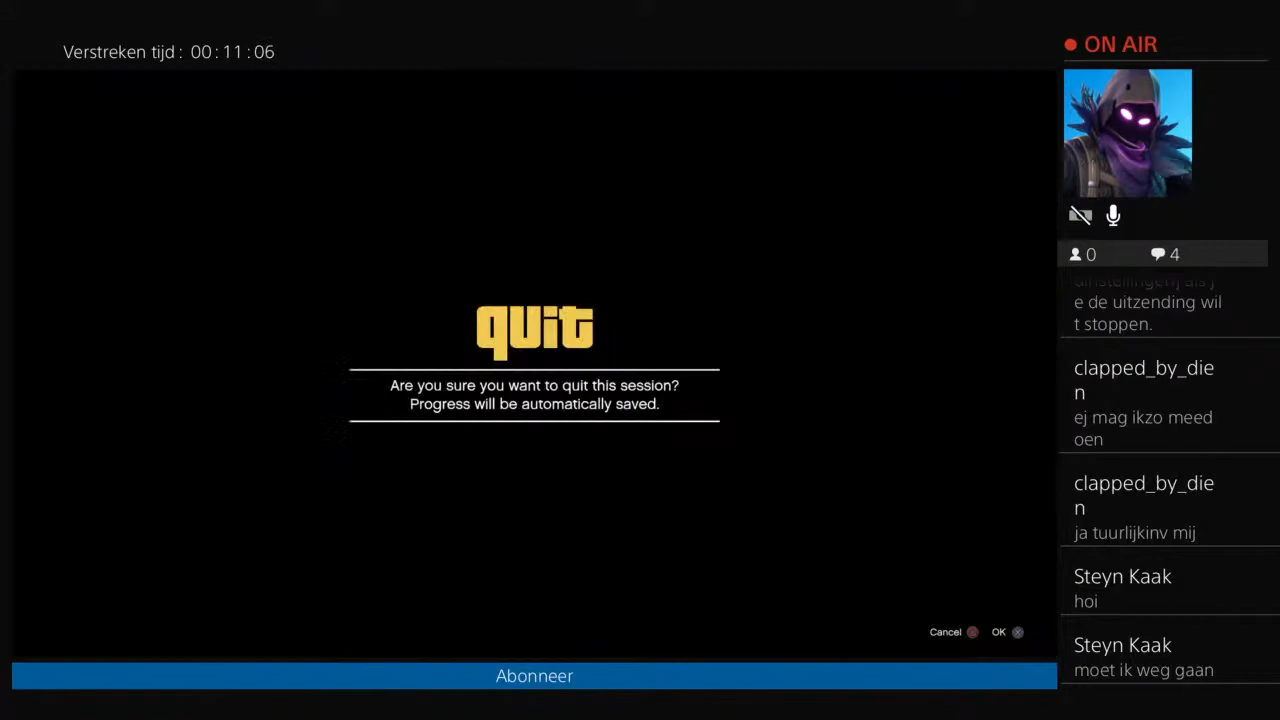 Verstreken tijd: 00:11:06
ON AIR
0
4
e de uitzending wil
t stoppen.
clapped_by_die
n
ej mag ikzo meed
oen
clapped_by_die
n
ja tuurlijkinv mij
Steyn Kaak
hoi
Steyn Kaak
moet ik weg gaan
quit
Are you sure you want to quit this session?
Progress will be automatically saved.
Cancel
OK
Abonneer